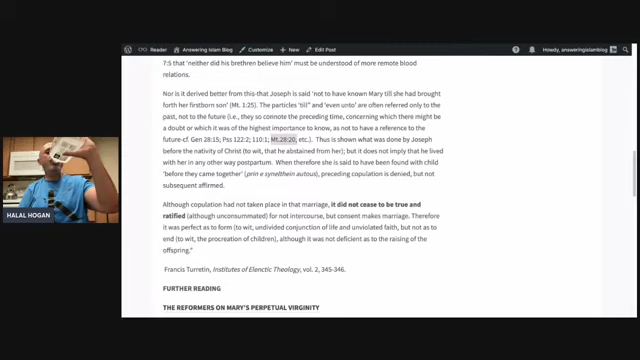 Reader
Answering Islam Blog
Customize
New
Edit Post
Howdy, answeringislamblog
7:5 that 'neither did his brethren believe him' must be understood of more remote blood
relations.
Nor is it derived better from this-that Joseph is said 'not to have known Mary till she had brought
forth her firstborn son' (Mt. 1:25). The particles 'till" and 'even unto' are often referred only to the past,
not to the future (i.e., they so connote the preceding time, concerning which there might be
a doubt or which it was of the highest importance to know, as not to have a reference to the
future-cf. Gen 28:15; Pss 122:2; 110:1; Mt.28:20, etc.). Thus is shown what was done by Joseph
before the nativity of Christ (to wit, that he abstained from her); but it does not imply that he lived
with her in any other way postpartum. When therefore she is said to have been found with child
'before they came together' (prin e synelthein autous), preceding copulation is denied, but not
subsequent affirmed.
Although copulation had not taken place in that marriage, it did not cease to be true and
ratified (although unconsummated) for not intercourse, but consent makes marriage. Therefore
it was perfect as to form (to wit, undivided conjunction of life and unviolated faith, but not as to
end (to wit, the procreation of children), although it was not deficient as to the raising of the
offspring."
Francis Turretin, Institutes of Elenctic Theology, vol. 2, 345-346.
FURTHER READING
THE REFORMERS ON MARY'S PERPETUAL VIRGINITY
HALAL HOGAN